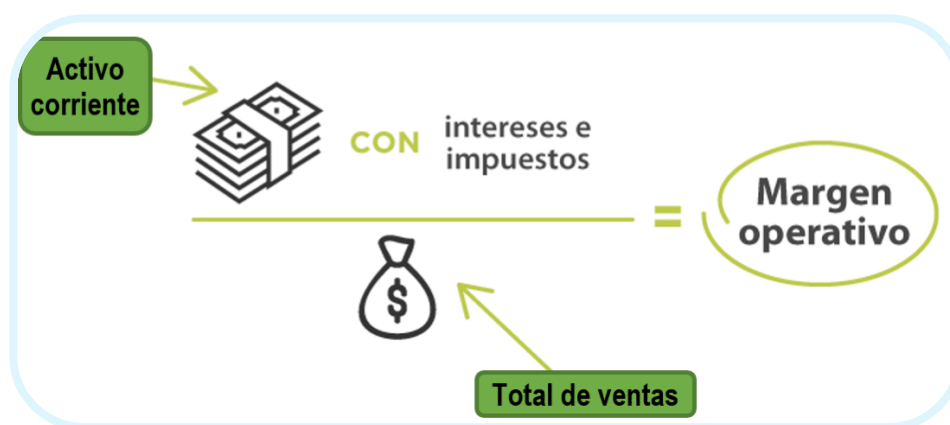 Activo
corriente
CON
intereses e
impuestos
=
Margen
operativo
$
Total de ventas